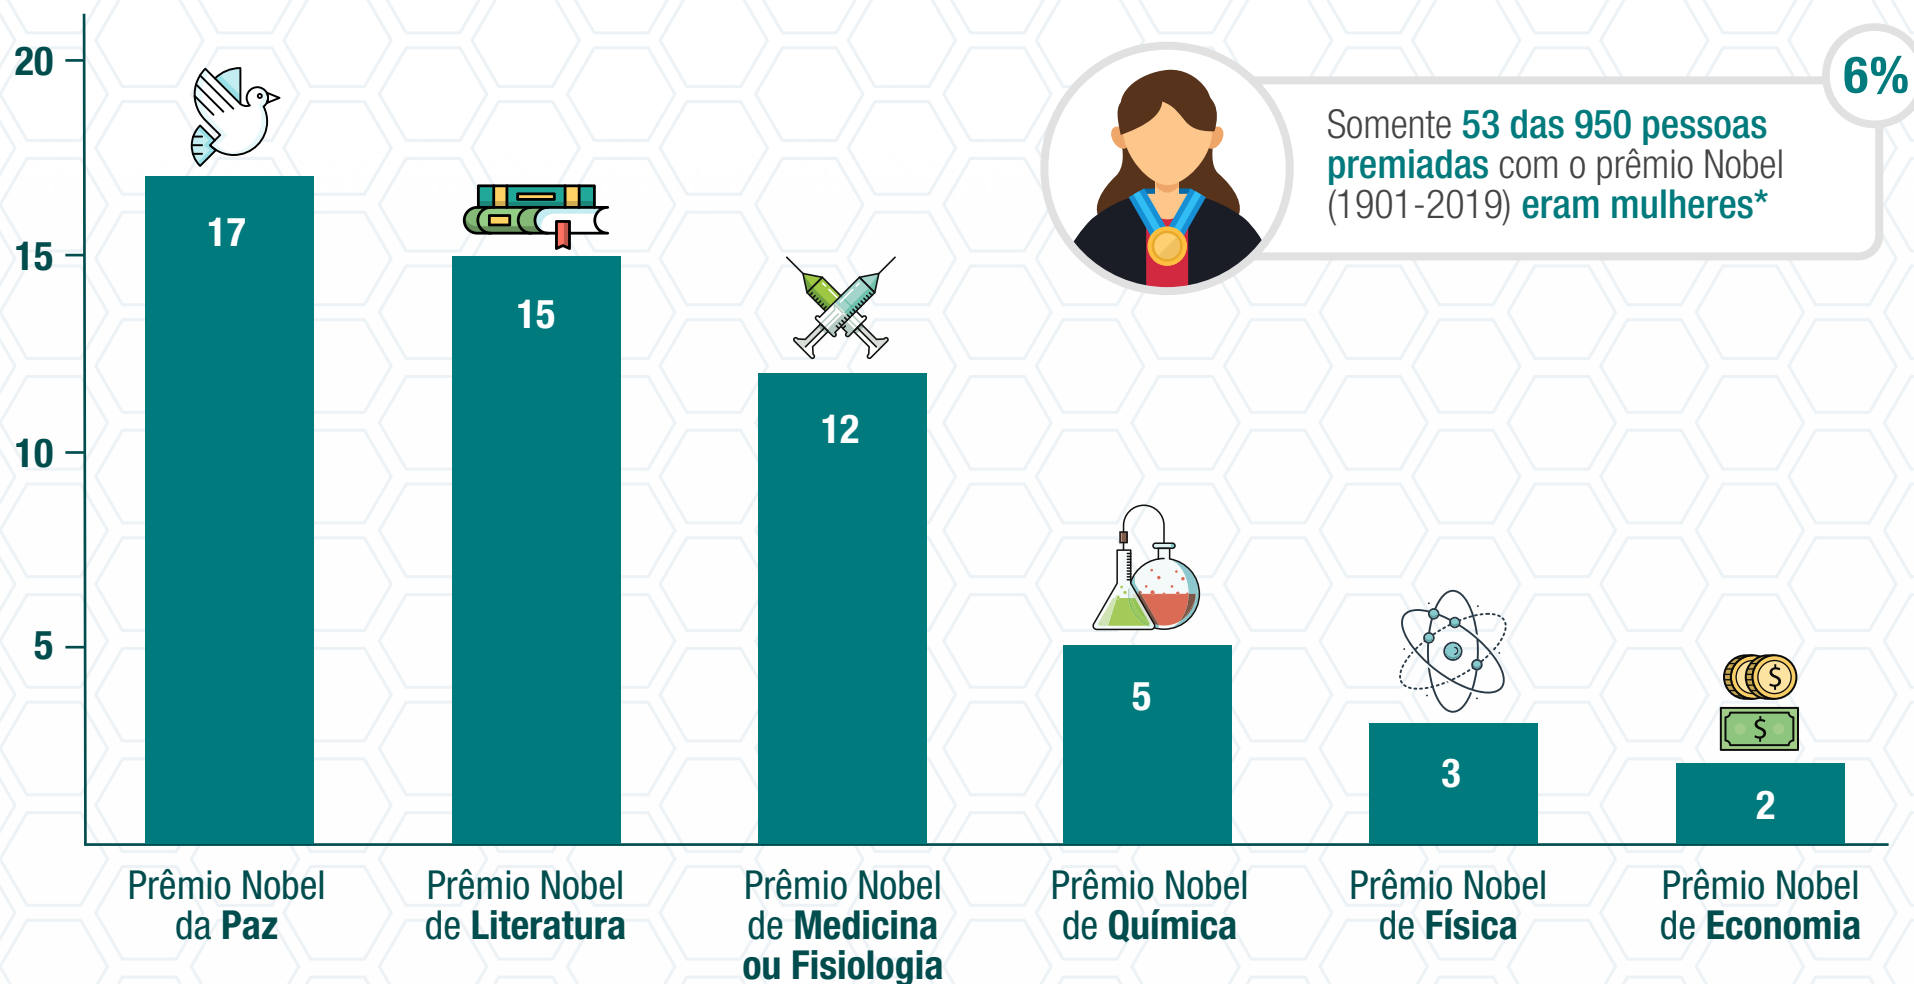 20
15
10
5
17
15
12
5
3
2
6%
Somente 53 das 950 pessoas
premiadas com o prêmio Nobel
(1901-2019) eram mulheres*
$
$
Prêmio Nobel
da Paz
Prêmio Nobel
de Literatura
Prêmio Nobel
de Medicina
ou Fisiologia
Prêmio Nobel
de Química
Prêmio Nobel
de Física
Prêmio Nobel
de Economia